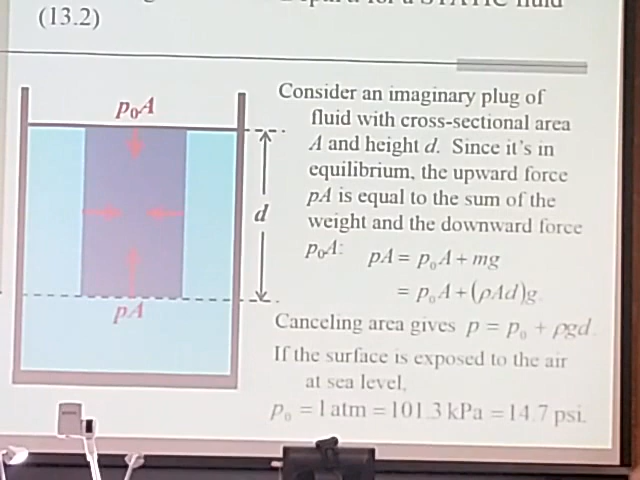 for a STATIC fluid
(13.2)
p₀A
d
pA
Consider an imaginary plug of
fluid with cross-sectional area
A and height d. Since it's in
equilibrium, the upward force
pA is equal to the sum of the
weight and the downward force
p₀A: pA = p₀A + mg
= p₀A + (ρAd)g.
Canceling area gives p = p₀ + ρgd.
If the surface is exposed to the air
at sea level,
p₀ = 1 atm = 101.3 kPa = 14.7 psi.